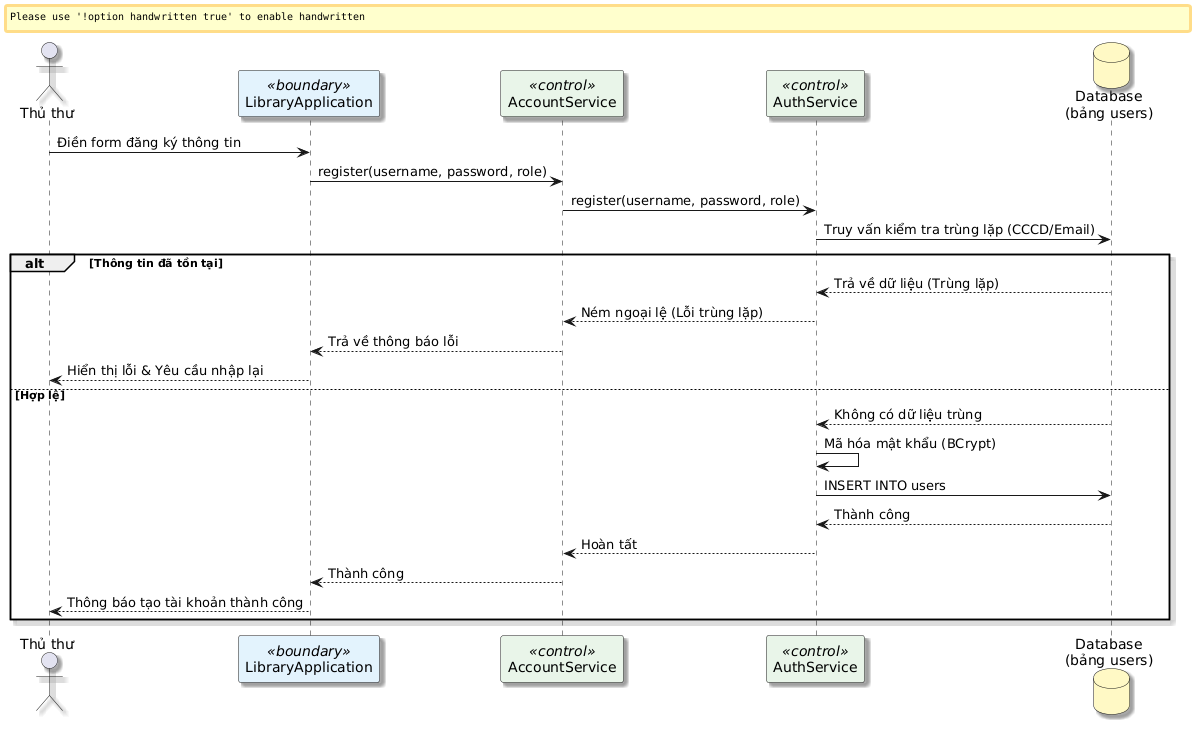 Please use '!option handwritten true' to enable handwritten
Thủ thư
«boundary»
LibraryApplication
«control»
AccountService
«control»
AuthService
Database
(bảng users)
Điền form đăng ký thông tin
register(username, password, role)
register(username, password, role)
Truy vấn kiểm tra trùng lặp (CCCD/Email)
alt [Thông tin đã tồn tại]
Trả về dữ liệu (Trùng lặp)
Ném ngoại lệ (Lỗi trùng lặp)
Trả về thông báo lỗi
Hiển thị lỗi & Yêu cầu nhập lại
[Hợp lệ]
Không có dữ liệu trùng
Mã hóa mật khẩu (BCrypt)
INSERT INTO users
Thành công
Hoàn tất
Thành công
Thông báo tạo tài khoản thành công
Thủ thư
«boundary»
LibraryApplication
«control»
AccountService
«control»
AuthService
Database
(bảng users)